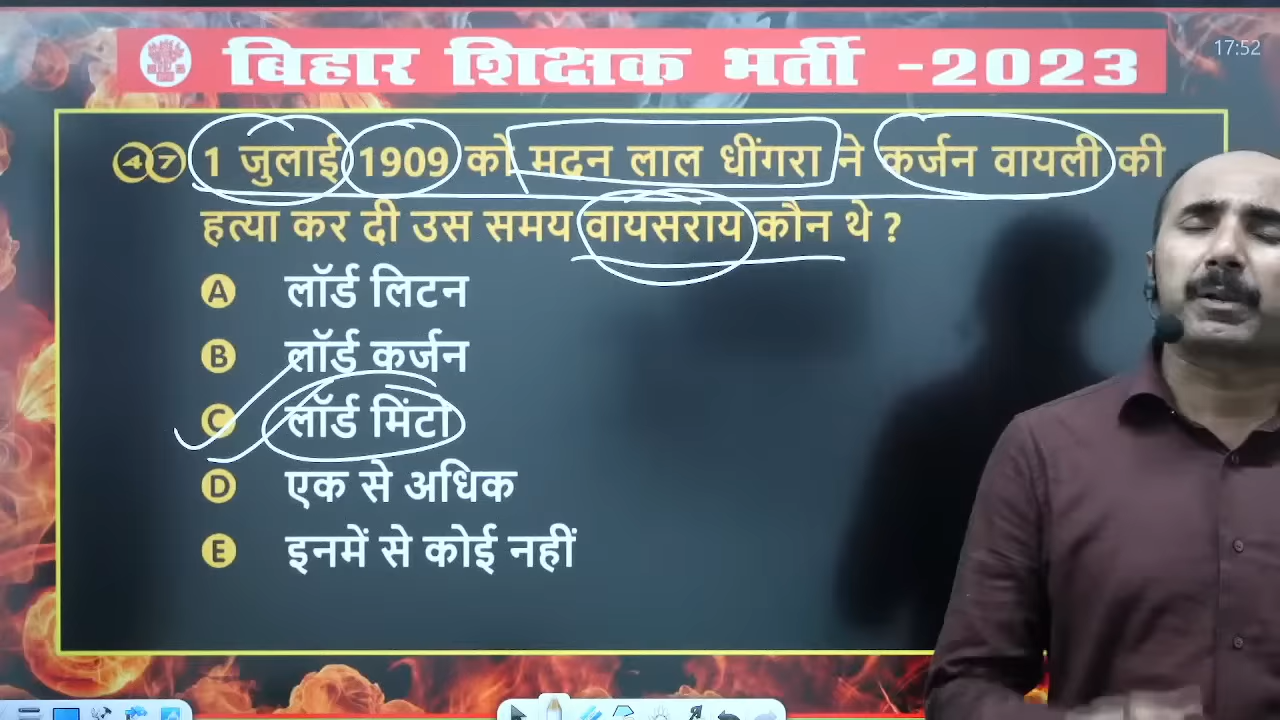 बिहार शिक्षक भर्ती -2023
17:52
47 1 जुलाई 1909 को मदन लाल धींगरा ने कर्जन वायली की
हत्या कर दी उस समय वायसराय कौन थे ?
A लॉर्ड लिटन
B लॉर्ड कर्जन
C लॉर्ड मिंटो
D एक से अधिक
E इनमें से कोई नहीं